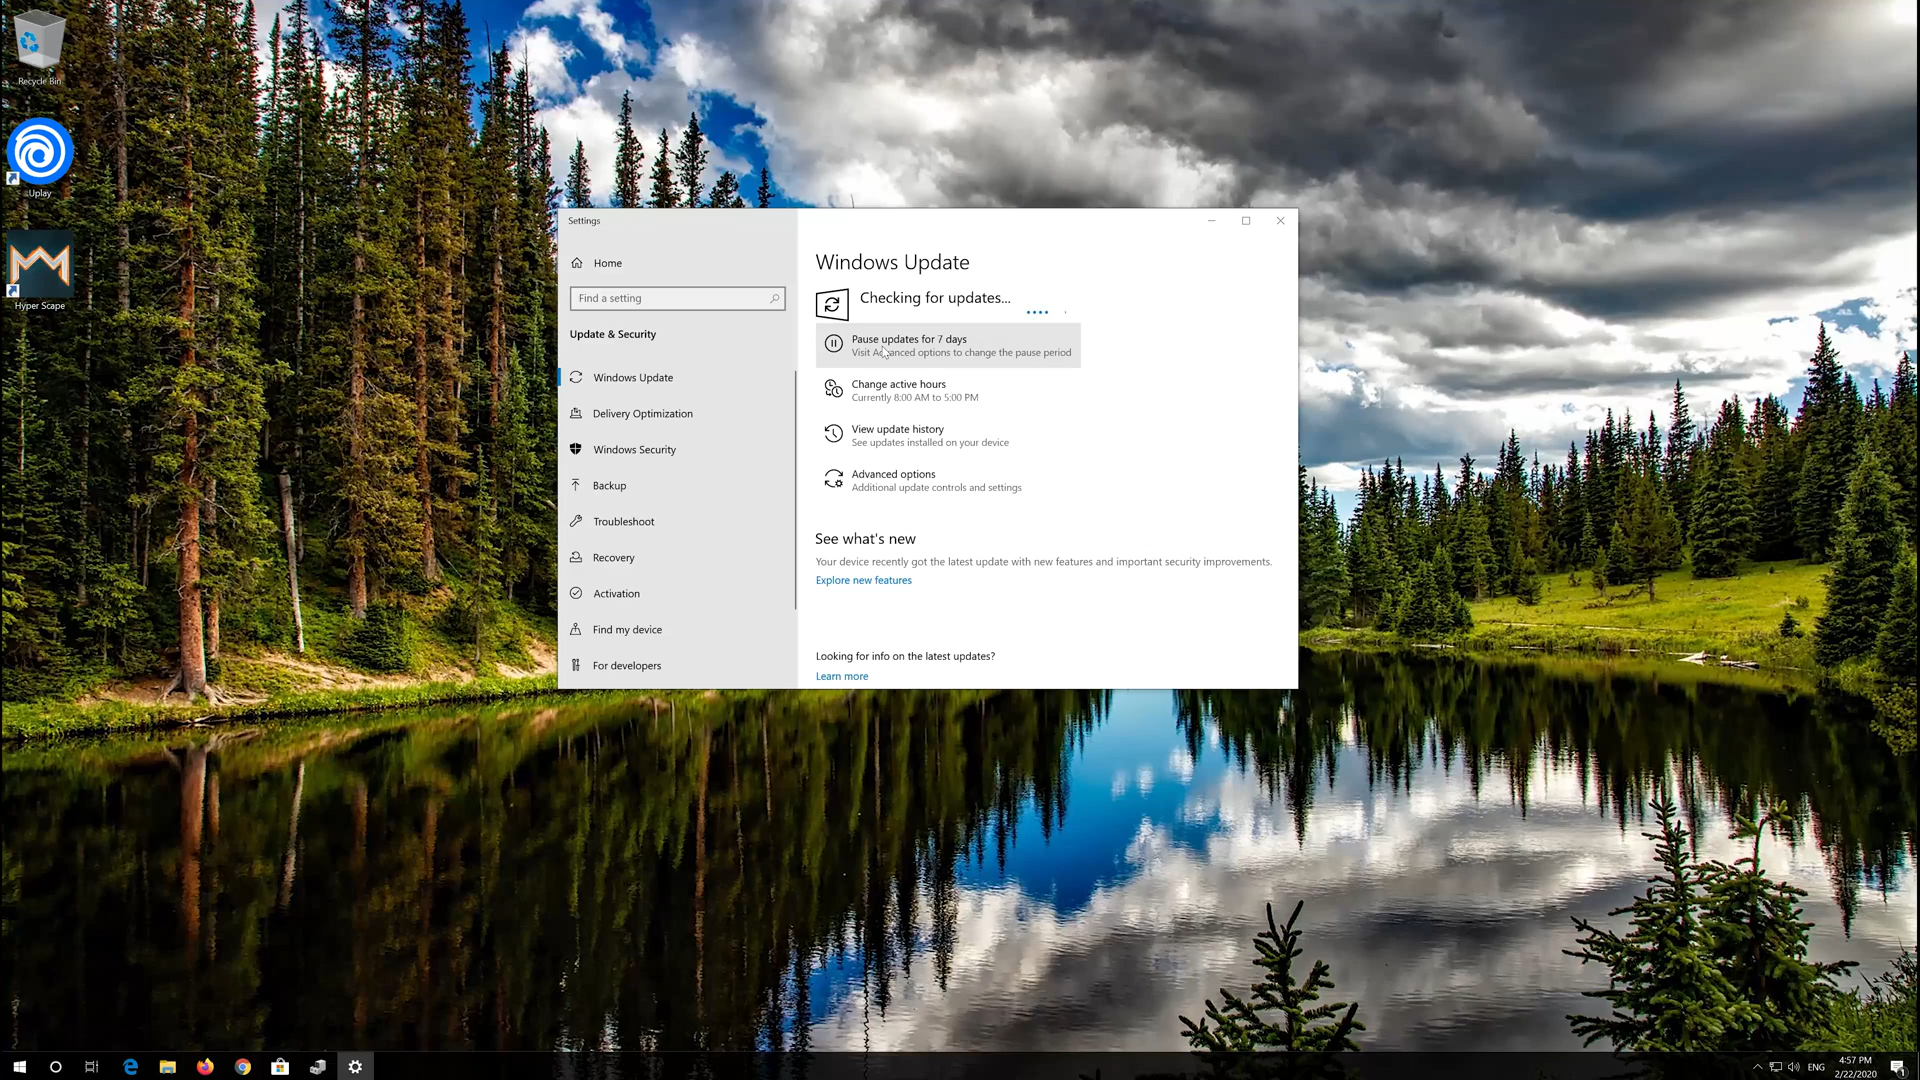 Recycle Bin
Uplay
Hyper Scape
Settings
Home
Find a setting
Update & Security
Windows Update
Delivery Optimization
Windows Security
Backup
Troubleshoot
Recovery
Activation
Find my device
For developers
Windows Update
Checking for updates...
Pause updates for 7 days
Visit Advanced options to change the pause period
Change active hours
Currently 8:00 AM to 5:00 PM
View update history
See updates installed on your device
Advanced options
Additional update controls and settings
See what's new
Your device recently got the latest update with new features and important security improvements.
Explore new features
Looking for info on the latest updates?
Learn more
ENG
4:57 PM
2/22/2020
1